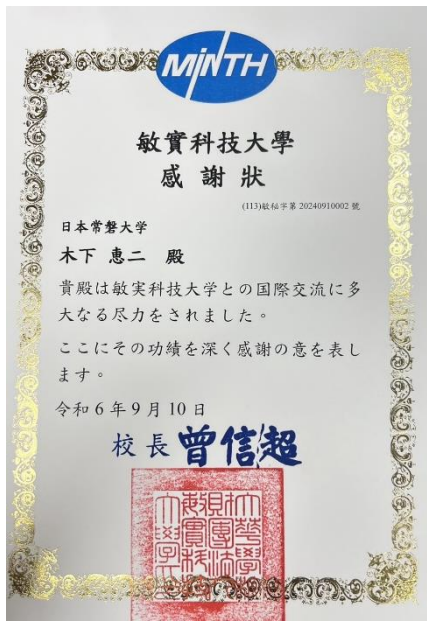 MiNTH
敏實科技大學
感謝狀
(113)敏秘字第 20240910002 號
日本常磐大学
木下 惠二 殿
貴殿は敏実科技大学との国際交流に多
大なる尽力をされました。
ここにその功績を深く感謝の意を表し
ます。
令和6年9月10日
校長 曾信超